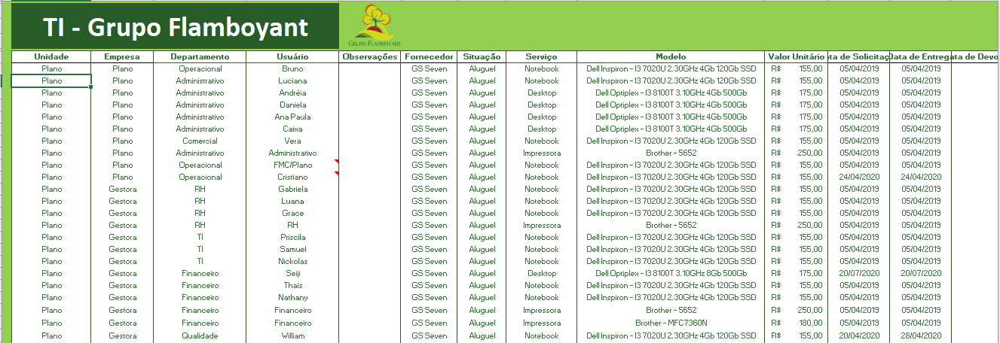 TI - Grupo Flamboyant
GRUPO FLAMBOYANT
Unidade Empresa Departamento Usuário Observações Fornecedor Situação Serviço Modelo Valor Unitário ta de Solicitaç Data de Entreg ta de Devo
Plano Plano Operacional Bruno GS Seven Aluguel Notebook Dell Inspiron - I3 7020U 2.30GHz 4Gb 120Gb SSD R$ 155,00 05/04/2019 05/04/2019
Plano Plano Administrativo Luciana GS Seven Aluguel Notebook Dell Inspiron - I3 7020U 2.30GHz 4Gb 120Gb SSD R$ 155,00 05/04/2019 05/04/2019
Plano Plano Administrativo Andréia GS Seven Aluguel Desktop Dell Optiplex - I3 8100T 3.10GHz 4Gb 500Gb R$ 175,00 05/04/2019 05/04/2019
Plano Plano Administrativo Daniela GS Seven Aluguel Desktop Dell Optiplex - I3 8100T 3.10GHz 4Gb 500Gb R$ 175,00 05/04/2019 05/04/2019
Plano Plano Administrativo Ana Paula GS Seven Aluguel Desktop Dell Optiplex - I3 8100T 3.10GHz 4Gb 500Gb R$ 175,00 05/04/2019 05/04/2019
Plano Plano Administrativo Caixa GS Seven Aluguel Desktop Dell Optiplex - I3 8100T 3.10GHz 4Gb 500Gb R$ 175,00 05/04/2019 05/04/2019
Plano Plano Comercial Vera GS Seven Aluguel Notebook Dell Inspiron - I3 7020U 2.30GHz 4Gb 120Gb SSD R$ 155,00 05/04/2019 05/04/2019
Plano Plano Administrativo Administrativo GS Seven Aluguel Impressora Brother - 5652 R$ 250,00 05/04/2019 05/04/2019
Plano Plano Operacional FMC/Plano GS Seven Aluguel Notebook Dell Inspiron - I3 7020U 2.30GHz 4Gb 120Gb SSD R$ 155,00 05/04/2019 05/04/2019
Plano Plano Operacional Cristiano GS Seven Aluguel Notebook Dell Inspiron - I3 7020U 2.30GHz 4Gb 120Gb SSD R$ 155,00 24/04/2020 24/04/2020
Plano Gestora RH Gabriela GS Seven Aluguel Notebook Dell Inspiron - I3 7020U 2.30GHz 4Gb 120Gb SSD R$ 155,00 05/04/2019 05/04/2019
Plano Gestora RH Luana GS Seven Aluguel Notebook Dell Inspiron - I3 7020U 2.30GHz 4Gb 120Gb SSD R$ 155,00 05/04/2019 05/04/2019
Plano Gestora RH Grace GS Seven Aluguel Notebook Dell Inspiron - I3 7020U 2.30GHz 4Gb 120Gb SSD R$ 155,00 05/04/2019 05/04/2019
Plano Gestora RH RH GS Seven Aluguel Impressora Brother - 5652 R$ 250,00 05/04/2019 05/04/2019
Plano Gestora TI Priscila GS Seven Aluguel Notebook Dell Inspiron - I3 7020U 2.30GHz 4Gb 120Gb SSD R$ 155,00 05/04/2019 05/04/2019
Plano Gestora TI Samuel GS Seven Aluguel Notebook Dell Inspiron - I3 7020U 2.30GHz 4Gb 120Gb SSD R$ 155,00 05/04/2019 05/04/2019
Plano Gestora TI Nickolas GS Seven Aluguel Notebook Dell Inspiron - I3 7020U 2.30GHz 4Gb 120Gb SSD R$ 155,00 05/04/2019 05/04/2019
Plano Gestora Financeiro Seiji GS Seven Aluguel Desktop Dell Optiplex - I3 8100T 3.10GHz 8Gb 500Gb R$ 175,00 20/07/2020 20/07/2020
Plano Gestora Financeiro Thais GS Seven Aluguel Notebook Dell Inspiron - I3 7020U 2.30GHz 4Gb 120Gb SSD R$ 155,00 05/04/2019 05/04/2019
Plano Gestora Financeiro Nathany GS Seven Aluguel Notebook Dell Inspiron - I3 7020U 2.30GHz 4Gb 120Gb SSD R$ 155,00 05/04/2019 05/04/2019
Plano Gestora Financeiro Financeiro GS Seven Aluguel Impressora Brother - 5652 R$ 250,00 05/04/2019 05/04/2019
Plano Gestora Financeiro Financeiro GS Seven Aluguel Impressora Brother - MFC7360N R$ 180,00 05/04/2019 05/04/2019
Plano Gestora Qualidade William GS Seven Aluguel Notebook Dell Inspiron - I3 7020U 2.30GHz 4Gb 120Gb SSD R$ 155,00 20/04/2020 28/04/2020